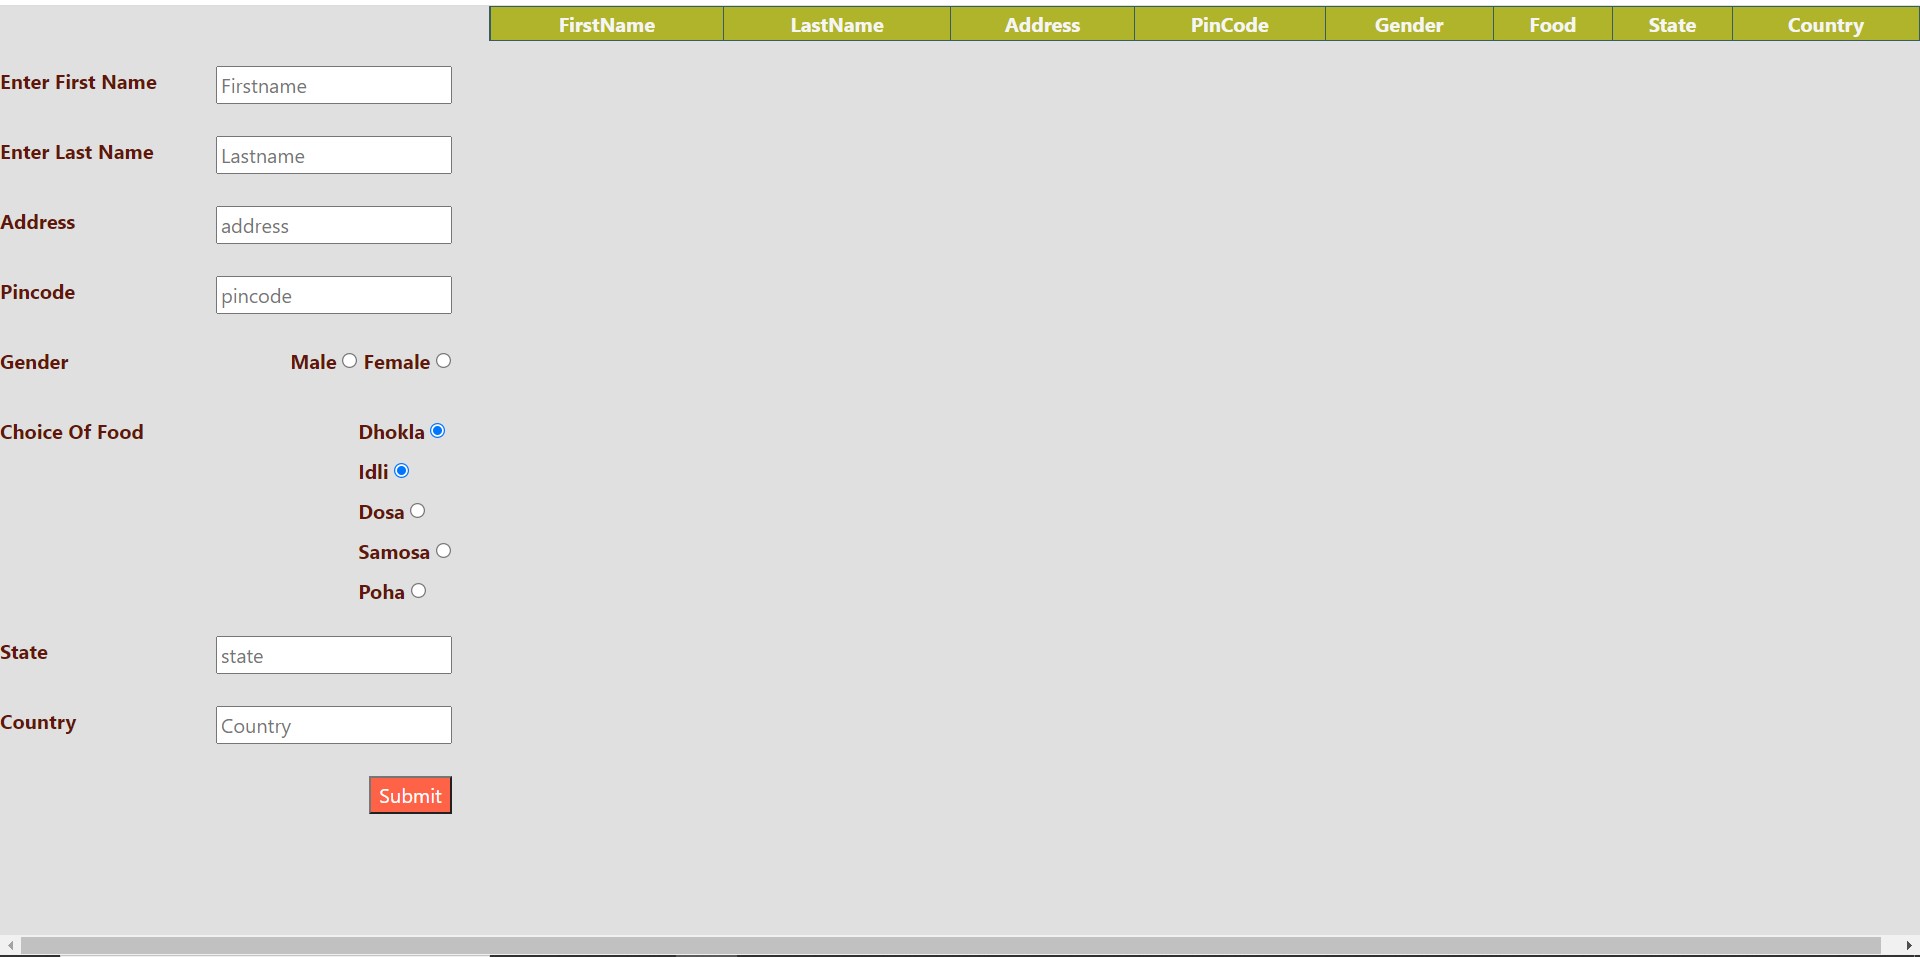 FirstName LastName Address PinCode Gender Food State Country
Enter First Name Firstname
Enter Last Name Lastname
Address address
Pincode pincode
Gender Male Female
Choice Of Food Dhokla
Idli
Dosa
Samosa
Poha
State state
Country Country
Submit